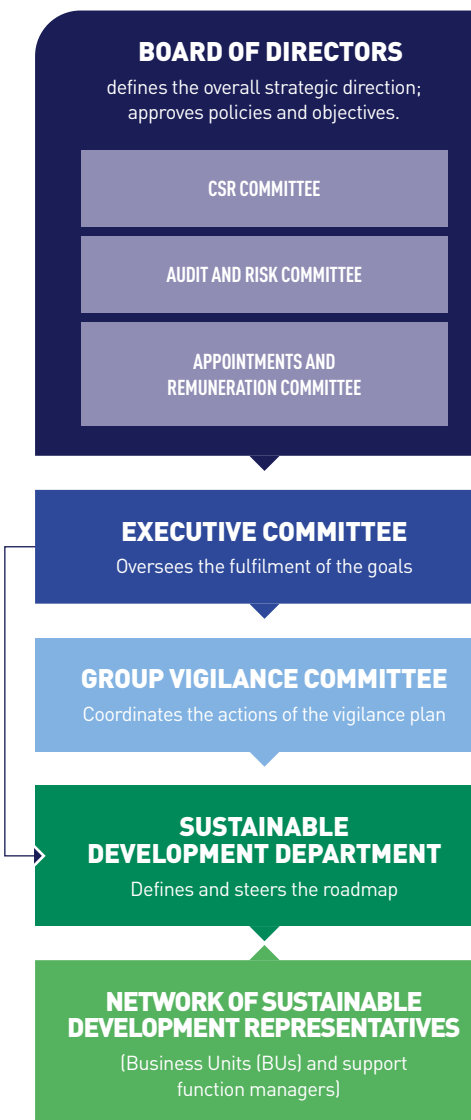 BOARD OF DIRECTORS
defines the overall strategic direction;
approves policies and objectives.
CSR COMMITTEE
AUDIT AND RISK COMMITTEE
APPOINTMENTS AND
REMUNERATION COMMITTEE
EXECUTIVE COMMITTEE
Oversees the fulfilment of the goals
GROUP VIGILANCE COMMITTEE
Coordinates the actions of the vigilance plan
SUSTAINABLE
DEVELOPMENT DEPARTMENT
Defines and steers the roadmap
NETWORK OF SUSTAINABLE
DEVELOPMENT REPRESENTATIVES
(Business Units (BUs) and support
function managers)